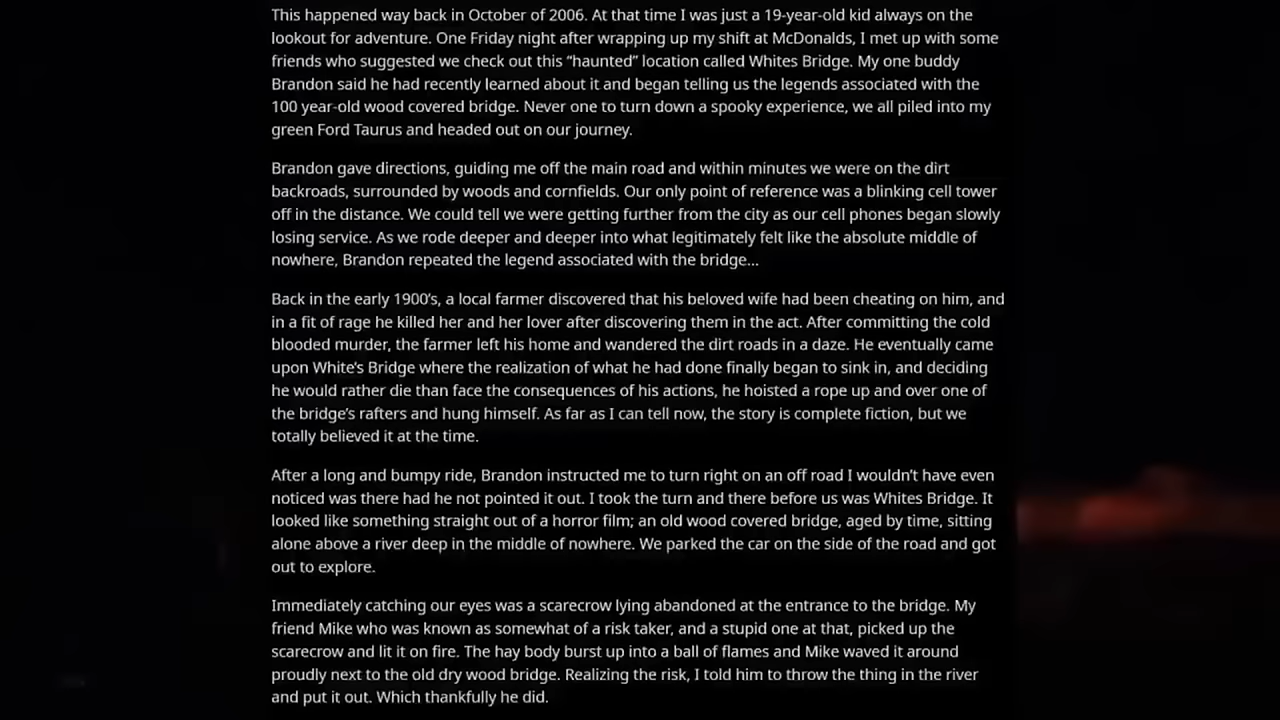 This happened way back in October of 2006. At that time I was just a 19-year-old kid always on the
lookout for adventure. One Friday night after wrapping up my shift at McDonalds, I met up with some
friends who suggested we check out this “haunted” location called Whites Bridge. My one buddy
Brandon said he had recently learned about it and began telling us the legends associated with the
100 year-old wood covered bridge. Never one to turn down a spooky experience, we all piled into my
green Ford Taurus and headed out on our journey.
Brandon gave directions, guiding me off the main road and within minutes we were on the dirt
backroads, surrounded by woods and cornfields. Our only point of reference was a blinking cell tower
off in the distance. We could tell we were getting further from the city as our cell phones began slowly
losing service. As we rode deeper and deeper into what legitimately felt like the absolute middle of
nowhere, Brandon repeated the legend associated with the bridge...
Back in the early 1900’s, a local farmer discovered that his beloved wife had been cheating on him, and
in a fit of rage he killed her and her lover after discovering them in the act. After committing the cold
blooded murder, the farmer left his home and wandered the dirt roads in a daze. He eventually came
upon White’s Bridge where the realization of what he had done finally began to sink in, and deciding
he would rather die than face the consequences of his actions, he hoisted a rope up and over one of
the bridge’s rafters and hung himself. As far as I can tell now, the story is complete fiction, but we
totally believed it at the time.
After a long and bumpy ride, Brandon instructed me to turn right on an off road I wouldn’t have even
noticed was there had he not pointed it out. I took the turn and there before us was Whites Bridge. It
looked like something straight out of a horror film; an old wood covered bridge, aged by time, sitting
alone above a river deep in the middle of nowhere. We parked the car on the side of the road and got
out to explore.
Immediately catching our eyes was a scarecrow lying abandoned at the entrance to the bridge. My
friend Mike who was known as somewhat of a risk taker, and a stupid one at that, picked up the
scarecrow and lit it on fire. The hay body burst up into a ball of flames and Mike waved it around
proudly next to the old dry wood bridge. Realizing the risk, I told him to throw the thing in the river
and put it out. Which thankfully he did.